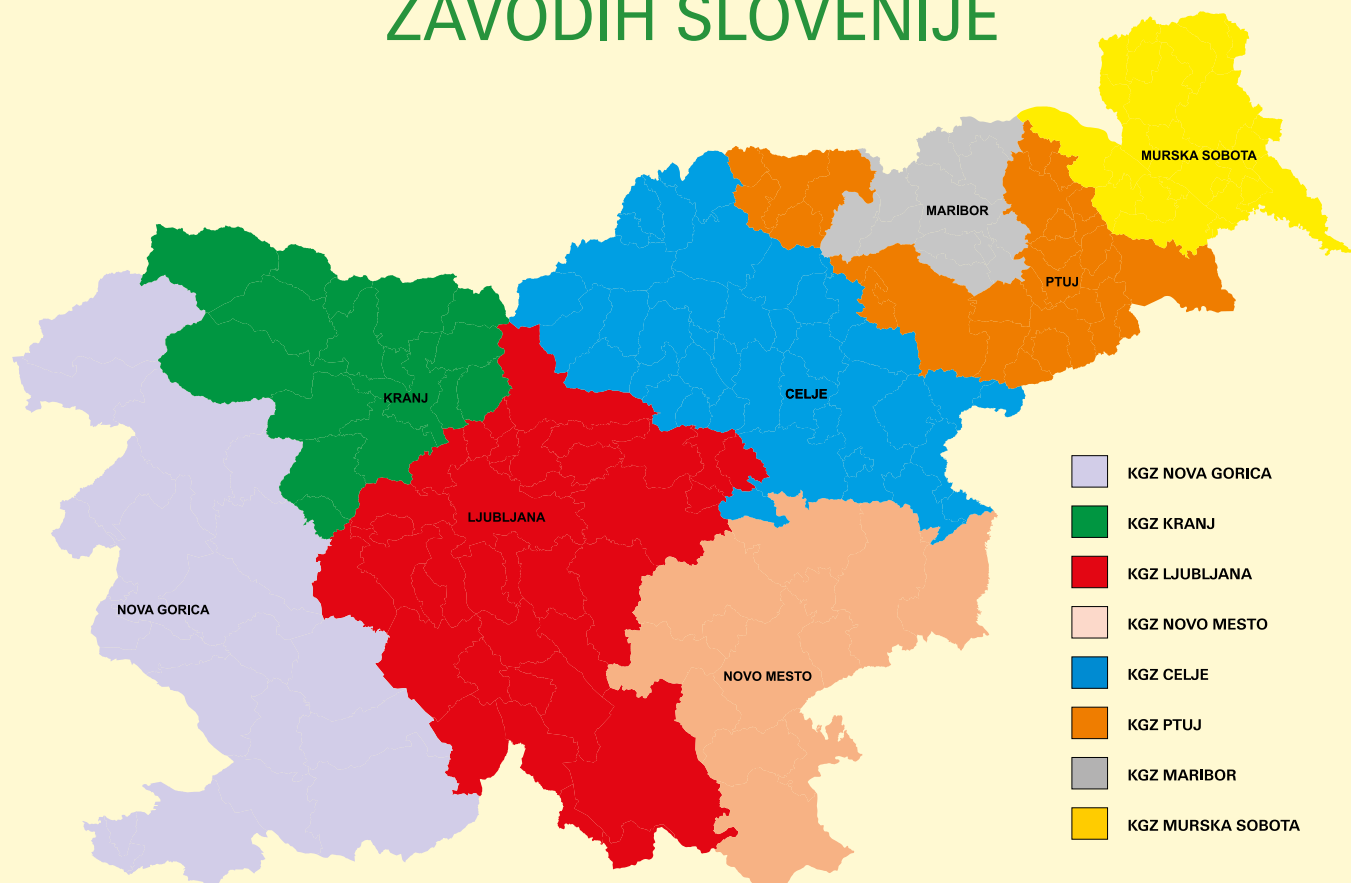 ZAVODIH SLOVENIJE
MURSKA SOBOTA
MARIBOR
PTUJ
KRANJ
CELJE
LJUBLJANA
NOVA GORICA
NOVO MESTO
KGZ NOVA GORICA
KGZ KRANJ
KGZ LJUBLJANA
KGZ NOVO MESTO
KGZ CELJE
KGZ PTUJ
KGZ MARIBOR
KGZ MURSKA SOBOTA